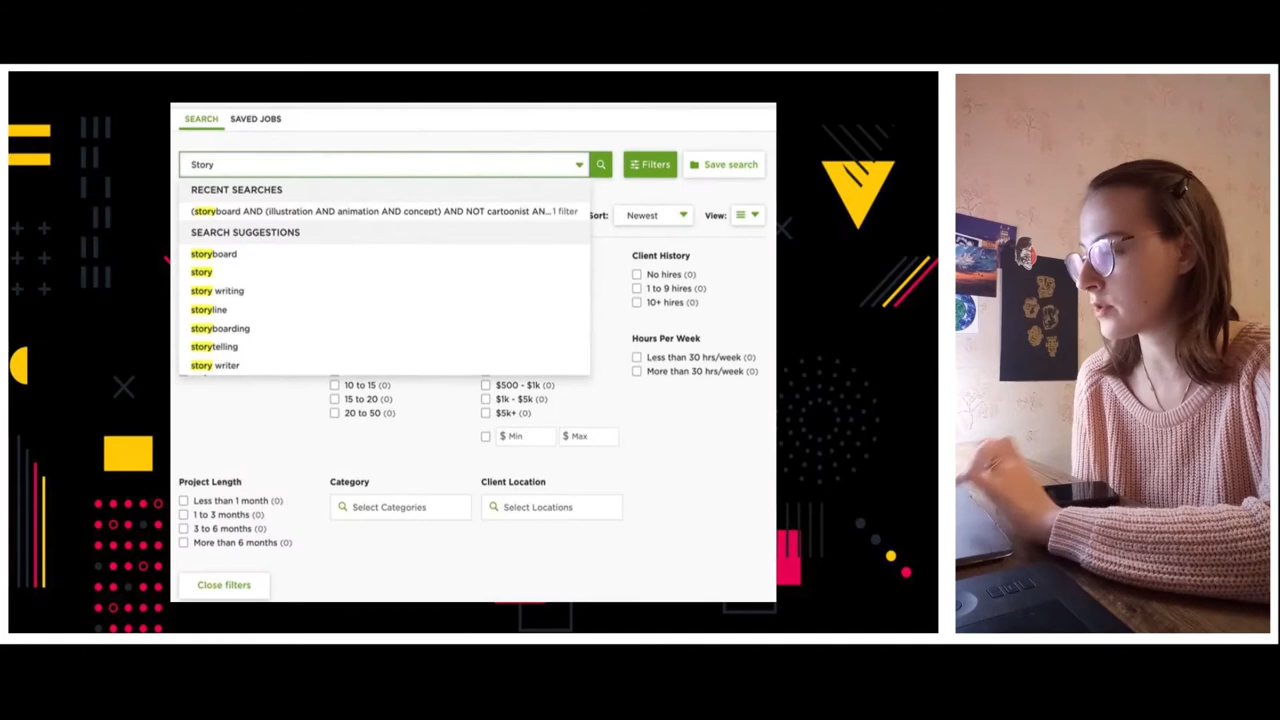 SEARCH
SAVED JOBS
Story
Filters
Save search
RECENT SEARCHES
(storyboard AND (illustration AND animation AND concept) AND NOT cartoonist AN... 1 filter
Sort:
Newest
View:
SEARCH SUGGESTIONS
storyboard
story
story writing
storyline
storyboarding
storytelling
story writer
Client History
No hires (0)
1 to 9 hires (0)
10+ hires (0)
Hours Per Week
Less than 30 hrs/week (0)
More than 30 hrs/week (0)
10 to 15 (0)
15 to 20 (0)
20 to 50 (0)
$500 - $1k (0)
$1k - $5k (0)
$5k+ (0)
$ Min
$ Max
Project Length
Less than 1 month (0)
1 to 3 months (0)
3 to 6 months (0)
More than 6 months (0)
Category
Select Categories
Client Location
Select Locations
Close filters